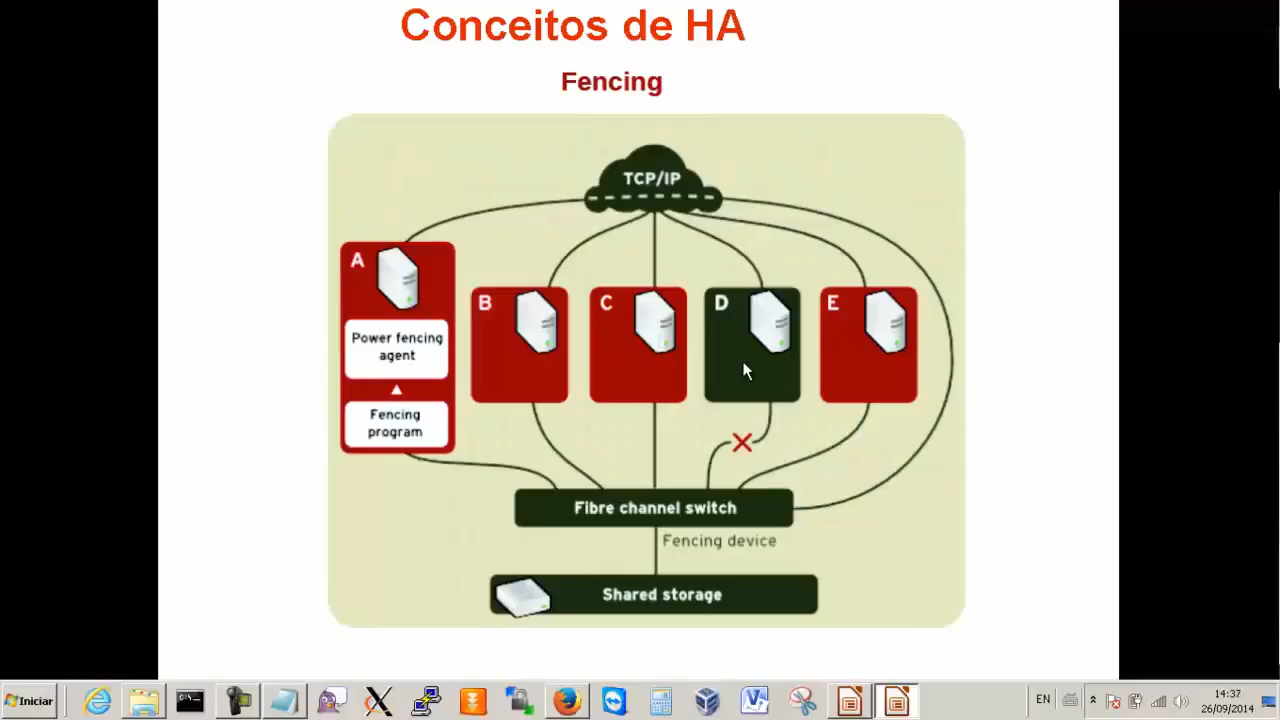 Conceitos de HA
Fencing
TCP/IP
A
B
C
D
E
Power fencing
agent
Fencing
program
Fibre channel switch
Fencing device
Shared storage
Iniciar
EN
14:37
26/09/2014